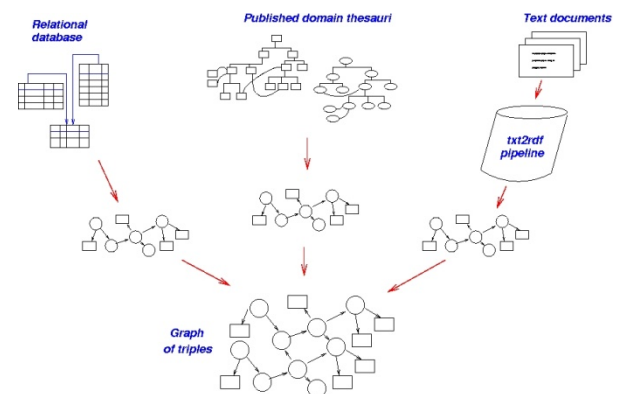 Relational
database
Published domain thesauri
Text documents
txt2rdf
pipeline
Graph
of triples